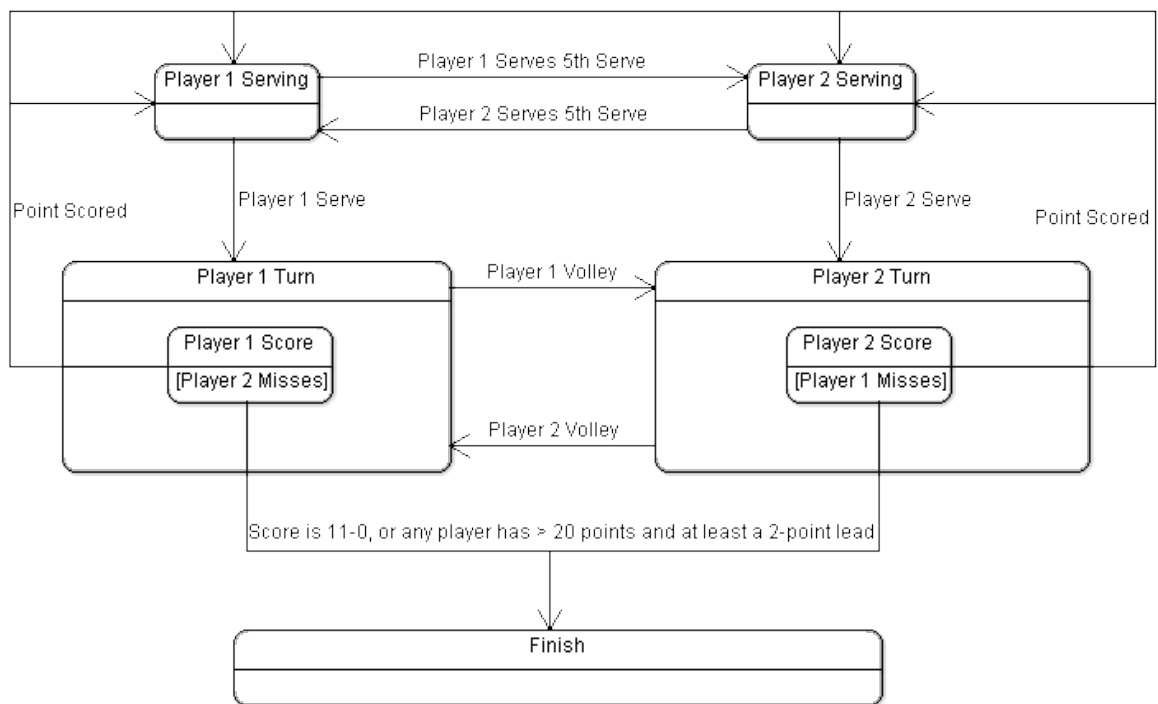 Player 1 Serves 5th Serve
Player 1 Serving
Player 2 Serving
Player 2 Serves 5th Serve
Player 1 Serve
Player 2 Serve
Point Scored
Point Scored
Player 1 Turn
Player 1 Volley
Player 2 Turn
Player 1 Score
Player 2 Score
[Player 2 Misses]
[Player 1 Misses]
Player 2 Volley
Score is 11-0, or any player has > 20 points and at least a 2-point lead
Finish